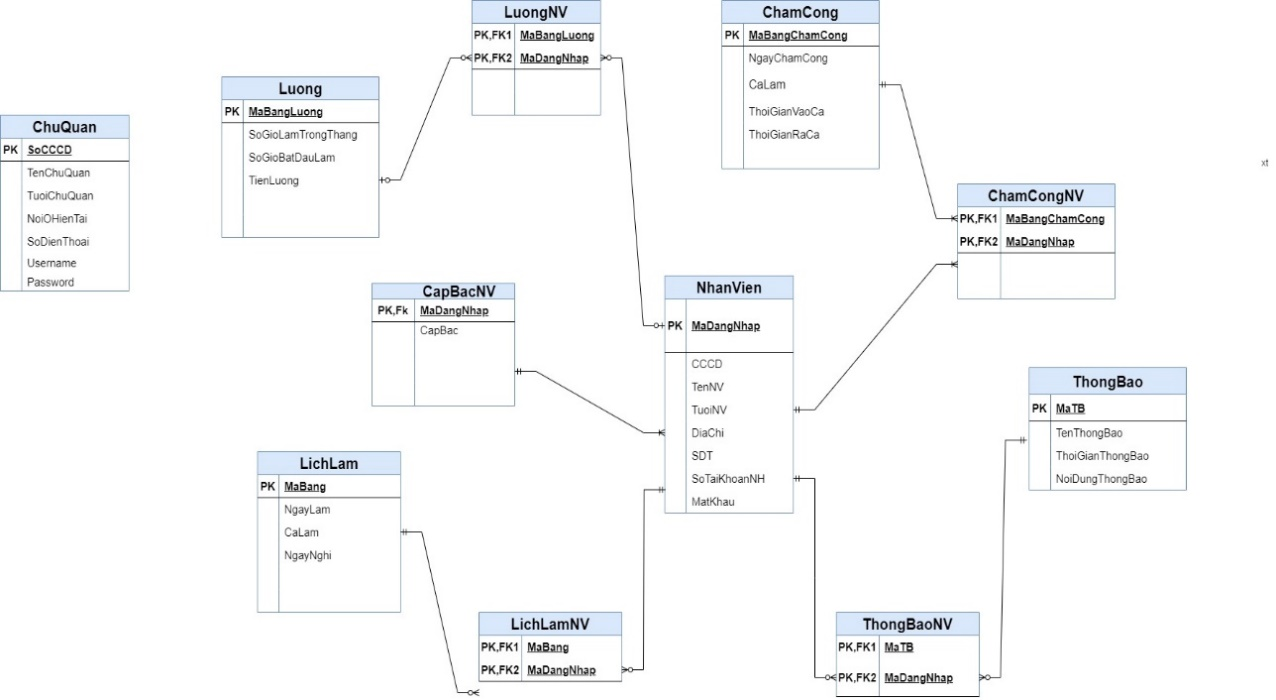 LuongNV
PK,FK1 MaBangLuong
PK,FK2 MaDangNhap
ChamCong
PK MaBangChamCong
NgayChamCong
CaLam
ThoiGianVaoCa
ThoiGianRaCa
Luong
PK MaBangLuong
SoGioLamTrongThang
SoGioBatDauLam
TienLuong
ChuQuan
PK SoCCCD
TenChuQuan
TuoiChuQuan
NoiOHienTai
SoDienThoai
Username
Password
xt
ChamCongNV
PK,FK1 MaBangChamCong
PK,FK2 MaDangNhap
CapBacNV
PK,Fk MaDangNhap
CapBac
NhanVien
PK MaDangNhap
CCCD
TenNV
TuoiNV
DiaChi
SDT
SoTaiKhoanNH
MatKhau
ThongBao
PK MaTB
TenThongBao
ThoiGianThongBao
NoiDungThongBao
LichLam
PK MaBang
NgayLam
CaLam
NgayNghi
LichLamNV
PK,FK1 MaBang
PK,FK2 MaDangNhap
ThongBaoNV
PK,FK1 MaTB
PK,FK2 MaDangNhap